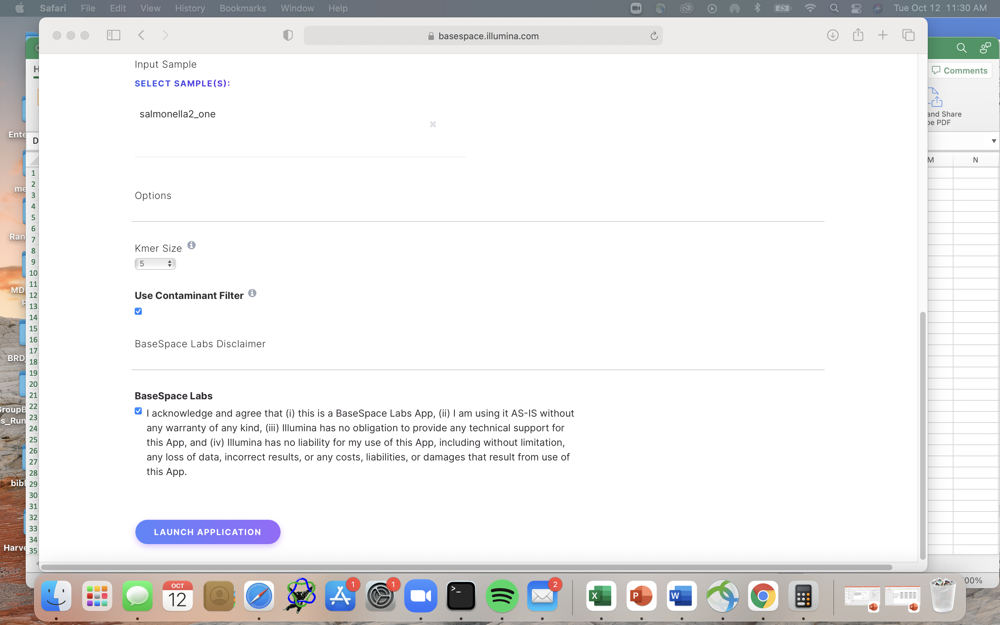 Safari File Edit View History Bookmarks Window Help
Tue Oct 12 11:30 AM
basespace.illumina.com
Input Sample
SELECT SAMPLE(S):
salmonella2_one
Options
Kmer Size
5
Use Contaminant Filter
BaseSpace Labs Disclaimer
BaseSpace Labs
I acknowledge and agree that (i) this is a BaseSpace Labs App, (ii) I am using it AS-IS without
any warranty of any kind, (iii) Illumina has no obligation to provide any technical support for
this App, and (iv) Illumina has no liability for my use of this App, including without limitation,
any loss of data, incorrect results, or any costs, liabilities, or damages that result from use of
this App.
LAUNCH APPLICATION
Comments
and Share
PDF
M N
D
1
2
3
4
5
6
7
8
9
10
11
12
13
14
15
16
17
18
19
20
21
22
23
24
25
26
27
28
29
30
31
32
33
34
35
Ente
me
Ran
MD
BRD
GroupB
s_Run
bibl
Harve
00%
OCT
12
1
1
>_
2
X
P
W
P
P